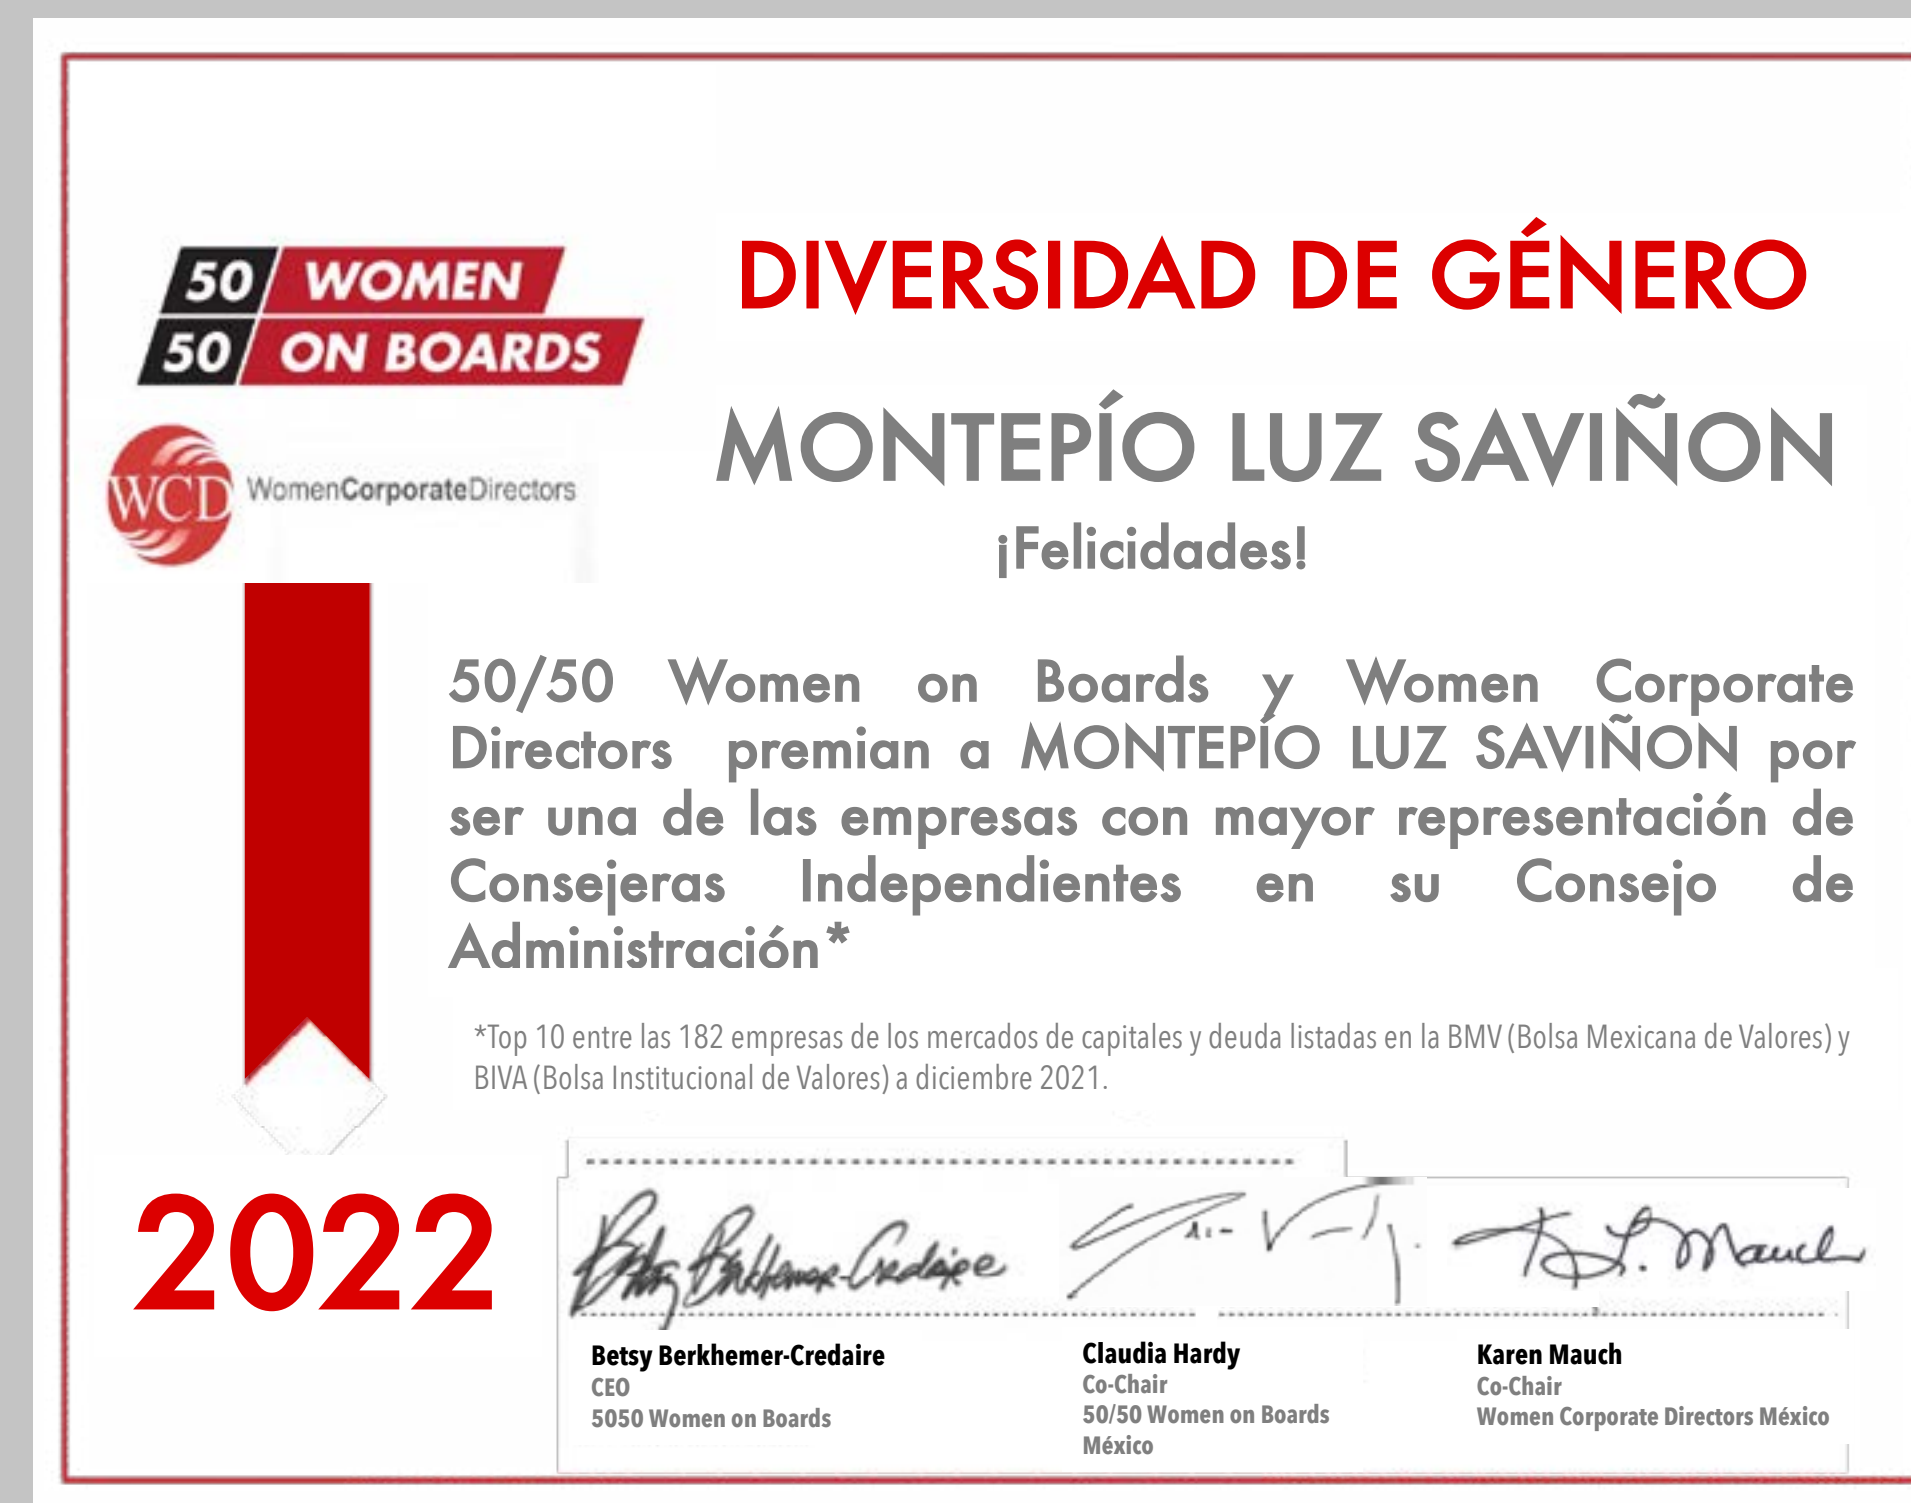 50 WOMEN
50 ON BOARDS
WCD WomenCorporateDirectors
DIVERSIDAD DE GÉNERO
MONTEPÍO LUZ SAVIÑON
¡Felicidades!
50/50 Women on Boards y Women Corporate
Directors premian a MONTEPÍO LUZ SAVIÑON por
ser una de las empresas con mayor representación de
Consejeras Independientes en su Consejo de
Administración*
*Top 10 entre las 182 empresas de los mercados de capitales y deuda listadas en la BMV (Bolsa Mexicana de Valores) y
BIVA (Bolsa Institucional de Valores) a diciembre 2021.
2022
Betsy Berkhemer-Credaire
Betsy Berkhemer-Credaire
CEO
5050 Women on Boards
Claudia Hardy
Co-Chair
50/50 Women on Boards
México
L. Mauch
Karen Mauch
Co-Chair
Women Corporate Directors México